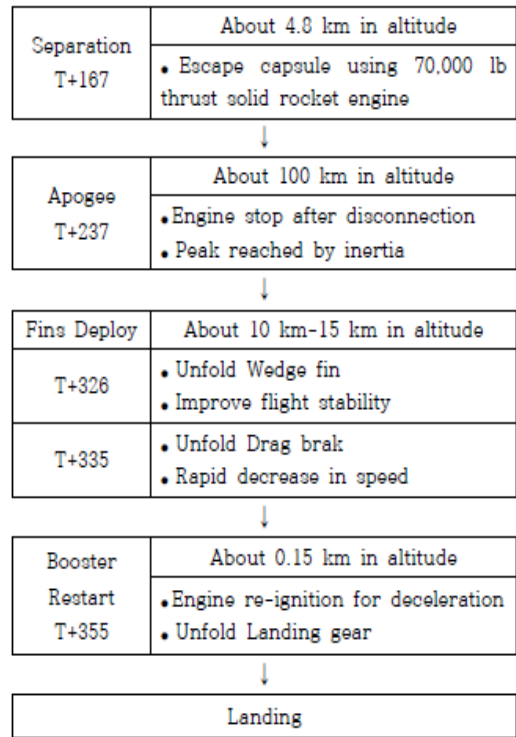 About 4.8 km in altitude
Separation
T+167
• Escape capsule using 70,000 lb
thrust solid rocket engine
↓
About 100 km in altitude
Apogee
T+237
•Engine stop after disconnection
• Peak reached by inertia
↓
Fins Deploy
About 10 km-15 km in altitude
T+326
• Unfold Wedge fin
• Improve flight stability
T+335
• Unfold Drag brak
• Rapid decrease in speed
↓
Booster
Restart
T+355
About 0.15 km in altitude
•Engine re-ignition for deceleration
• Unfold Landing gear
↓
Landing